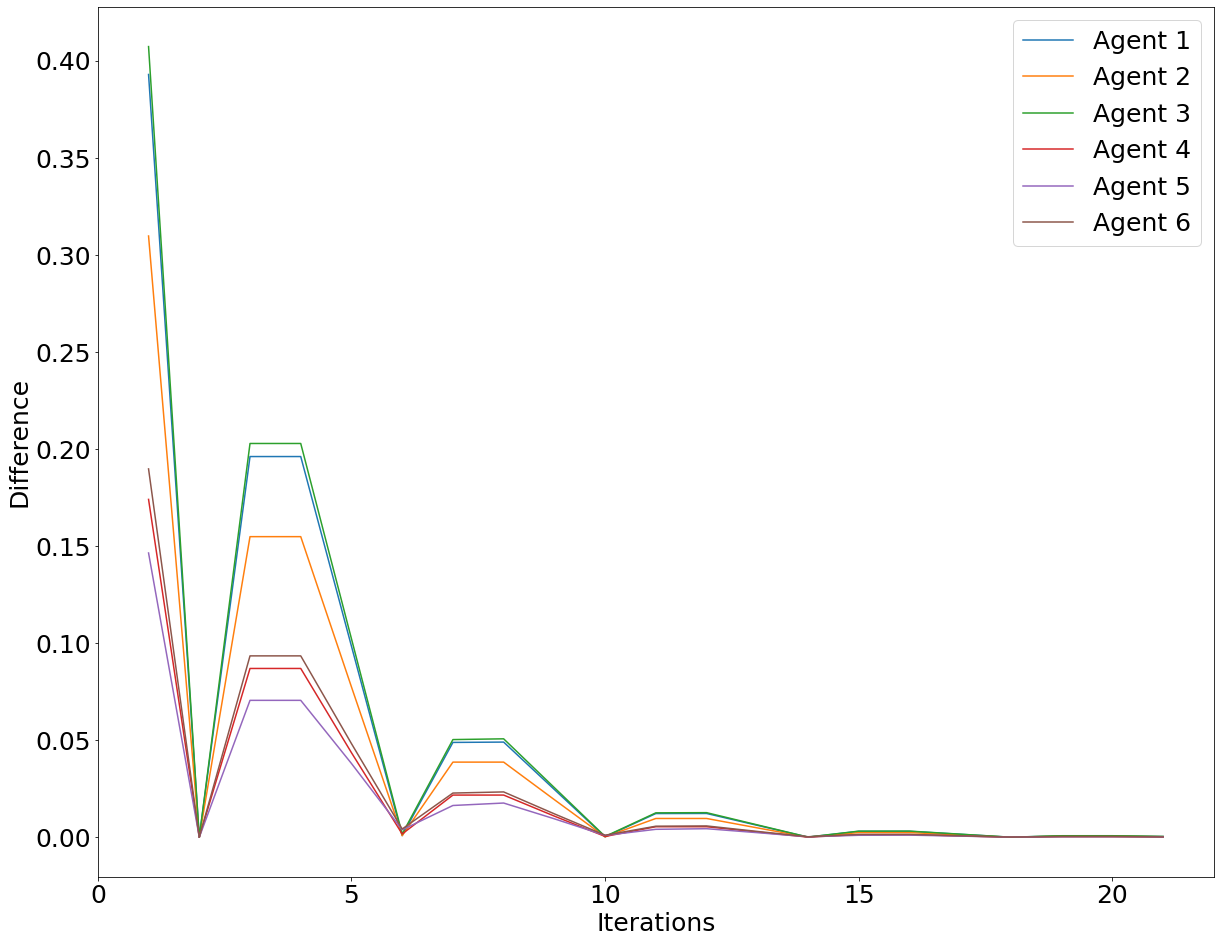 0.40
0.35
0.30
0.25
0.20
0.15
0.10
0.05
0.00
Difference
0 5 10 15 20
Iterations
Agent 1
Agent 2
Agent 3
Agent 4
Agent 5
Agent 6